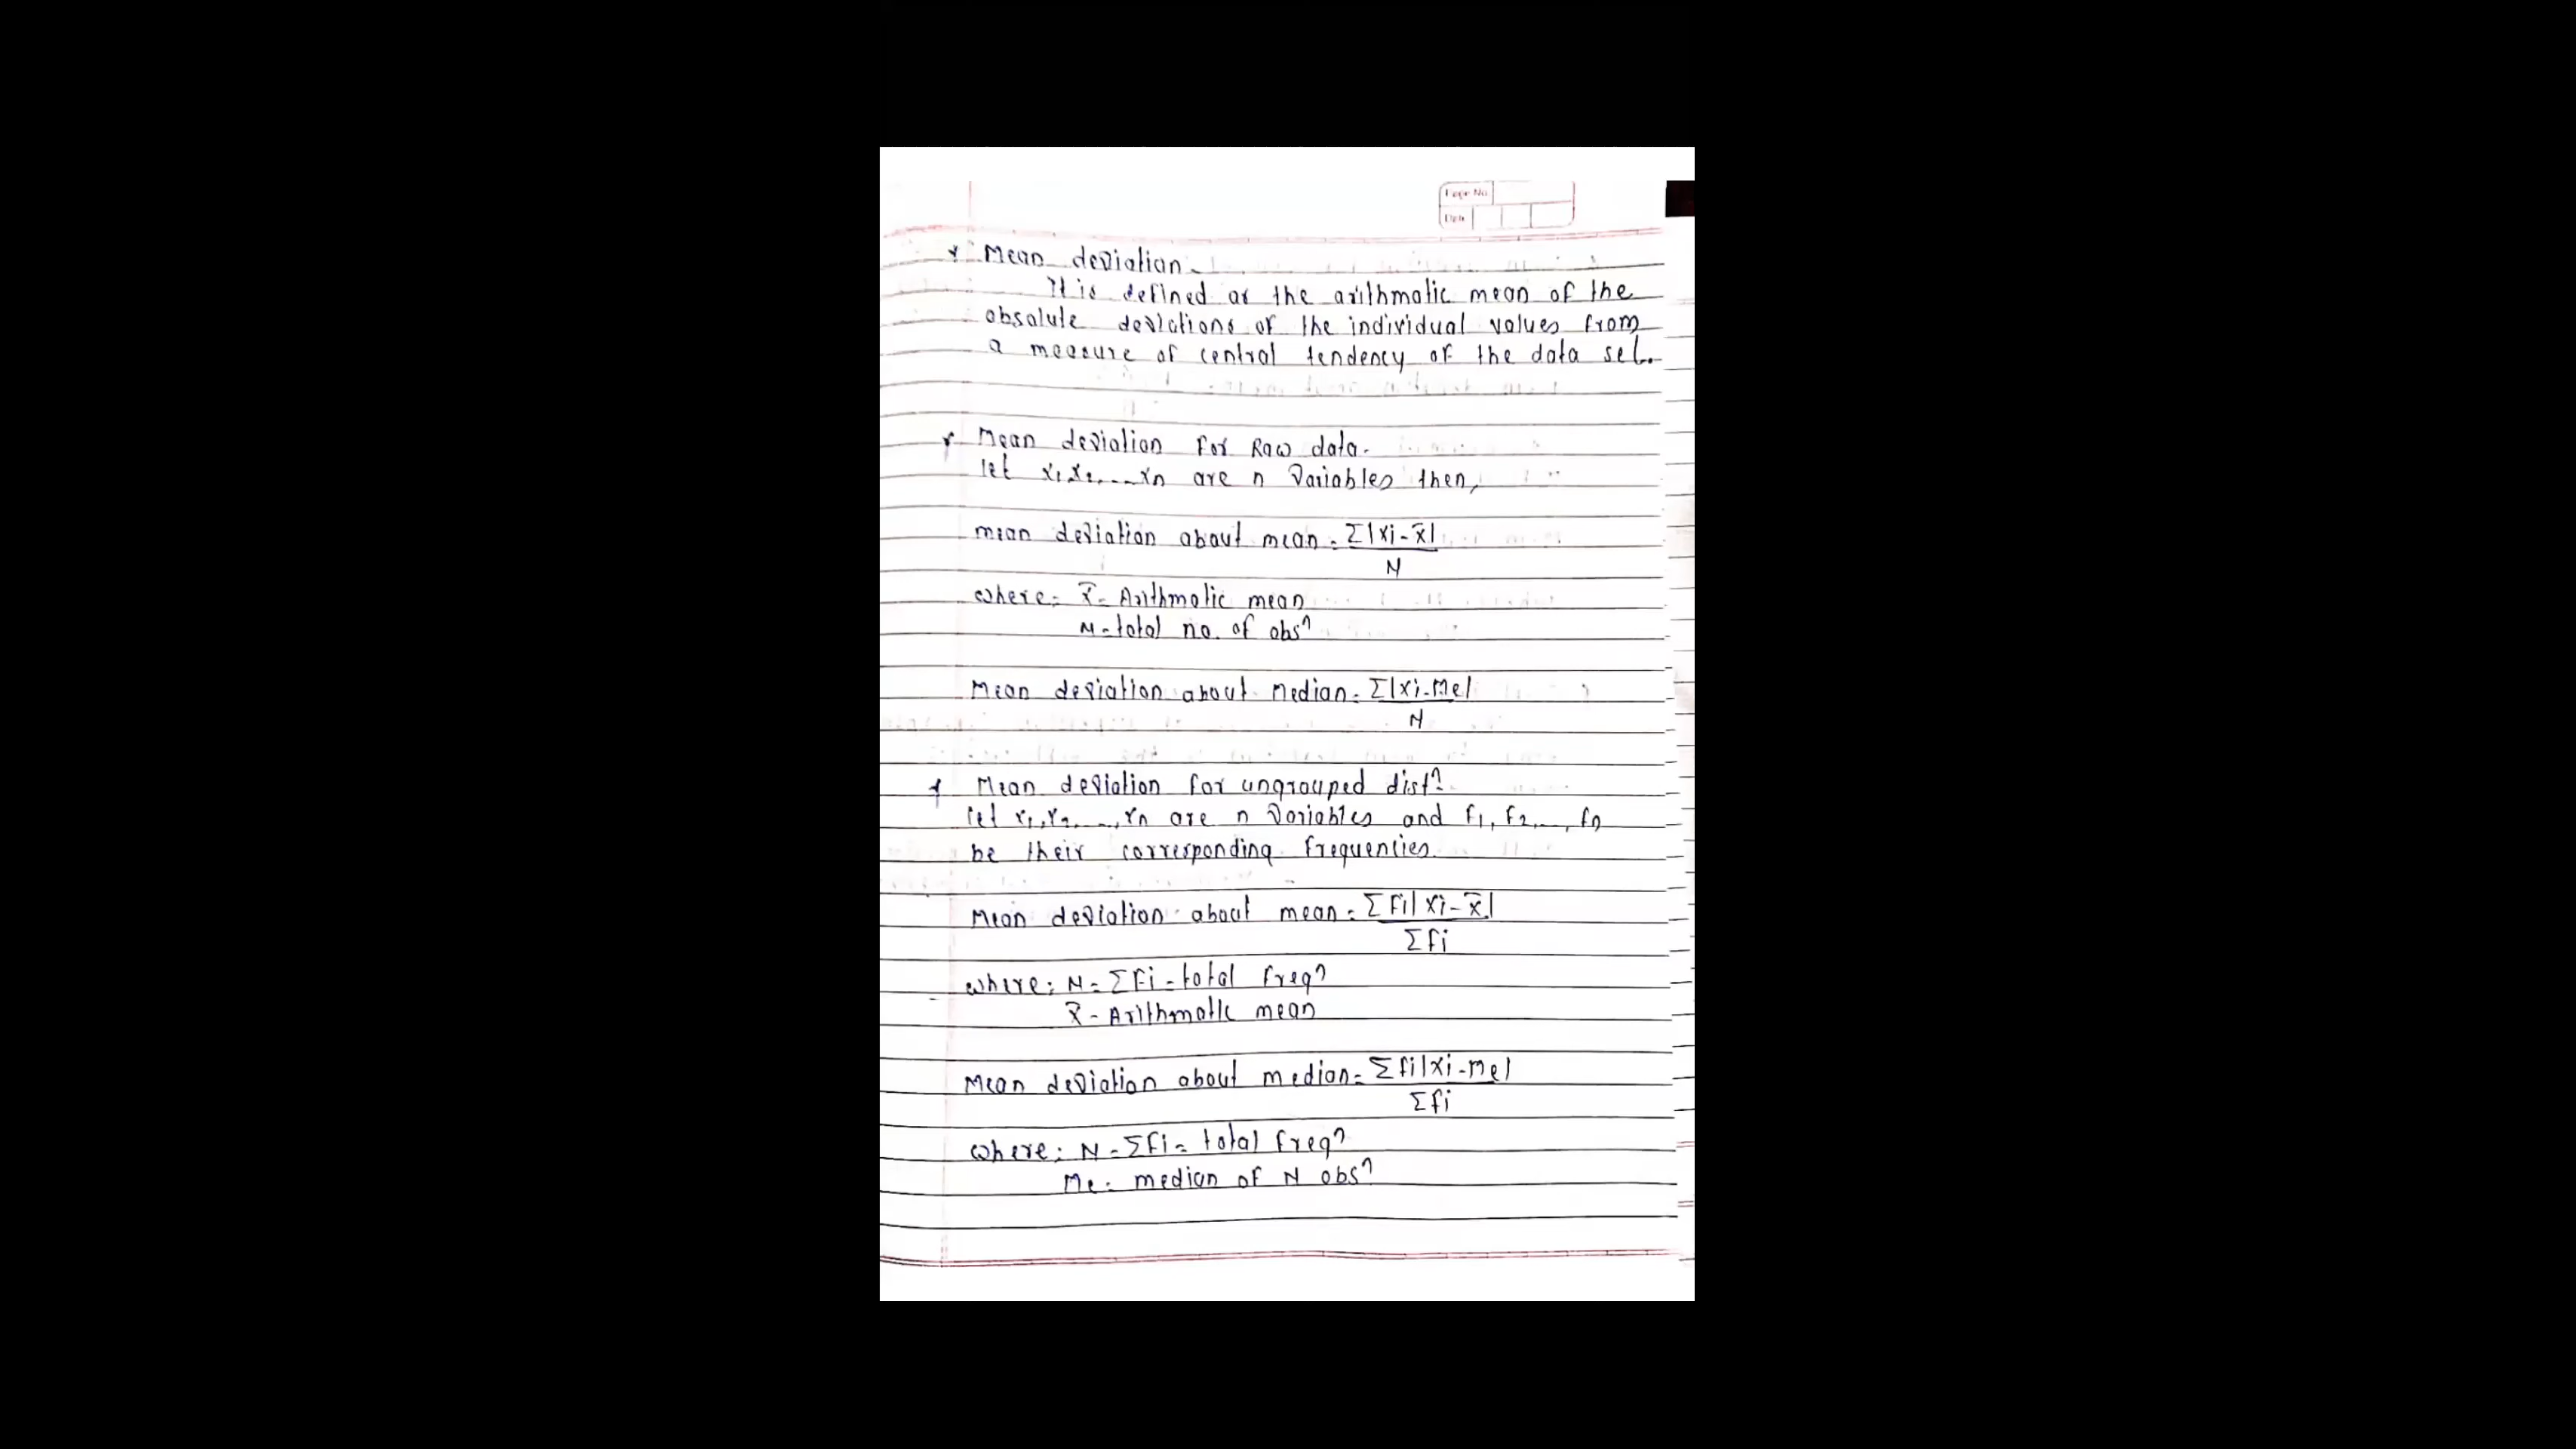 Page No.
Date
* Mean deviation.
It is defined as the arithmatic mean of the
absalute deviations of the individual values from
a measure of central tendency of the data set.
* Mean deviation for Raw data.
let x₁,x₂,...xn are n variables then,
mean deviation about mean = Σ|xi-x̄|
N
where; x̄ - Arithmatic mean
N - total no. of obsⁿ
Mean deviation about Median = Σ|xi-Me|
N
* Mean deviation for ungrouped distⁿ
let x₁,x₂,...,xn are n variables and f₁, f₂,..., fn
be their corresponding frequencies.
Mean deviation about mean = Σfi|xi-x̄|
Σfi
where; N = Σfi = total freqⁿ
x̄ - Arithmatic mean
Mean deviation about median = Σfi|xi-Me|
Σfi
where; N = Σfi = total freqⁿ
Me = median of N obsⁿ